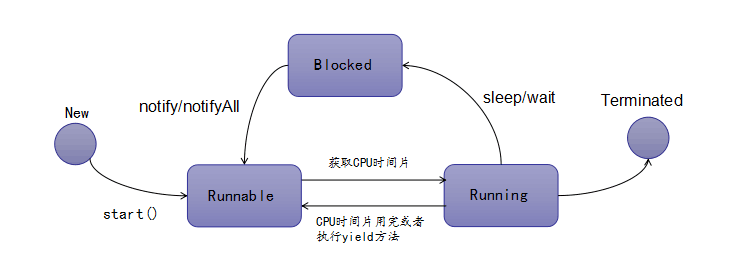 Blocked
sleep/wait
notify/notifyAll
New
Terminated
获取CPU时间片
Runnable
Running
start()
CPU时间片用完或者
执行yield方法